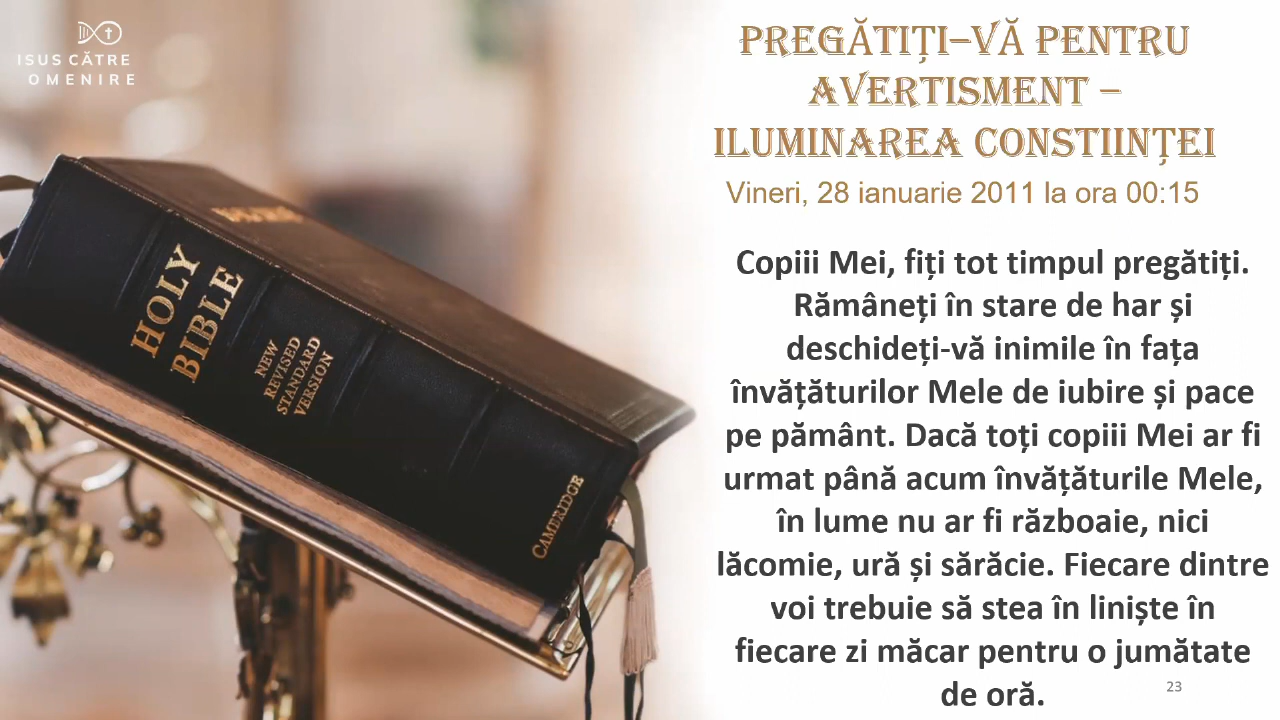 ISUS CĂTRE
OMENIRE
PREGĂTIȚI–VĂ PENTRU
AVERTISMENT –
ILUMINAREA CONSTIINȚEI
Vineri, 28 ianuarie 2011 la ora 00:15
Copiii Mei, fiți tot timpul pregătiți.
Rămâneți în stare de har și
deschideți-vă inimile în fața
învățăturilor Mele de iubire și pace
pe pământ. Dacă toți copiii Mei ar fi
urmat până acum învățăturile Mele,
în lume nu ar fi războaie, nici
lăcomie, ură și sărăcie. Fiecare dintre
voi trebuie să stea în liniște în
fiecare zi măcar pentru o jumătate
de oră.
23
HOLY
BIBLE
NEW
REVISED
STANDARD
VERSION
CAMBRIDGE